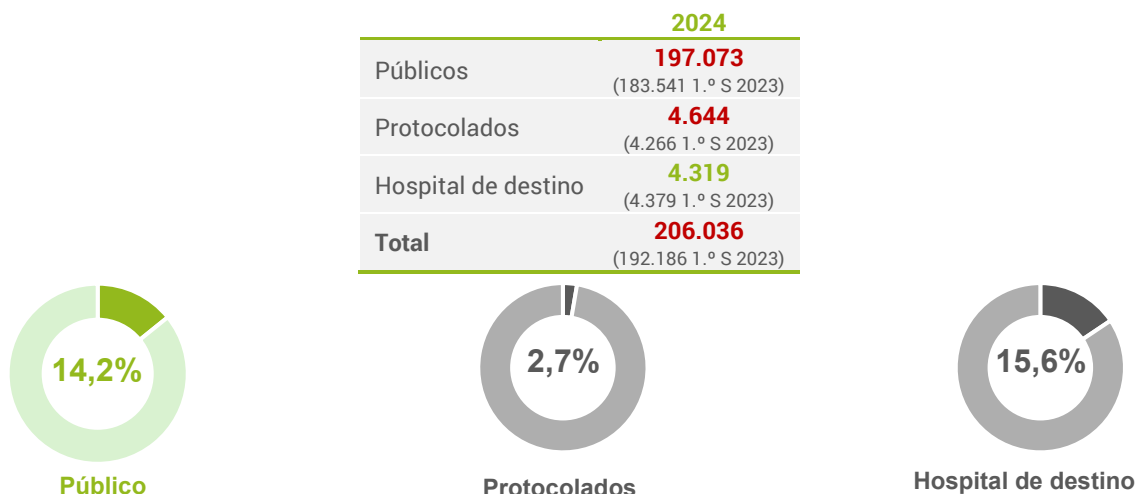 2024
Públicos
197.073
(183.541 1.º S 2023)
Protocolados
4.644
(4.266 1.º S 2023)
Hospital de destino
4.319
(4.379 1.º S 2023)
Total
206.036
(192.186 1.º S 2023)
14,2%
2,7%
15,6%
Público
Protocolados
Hospital de destino